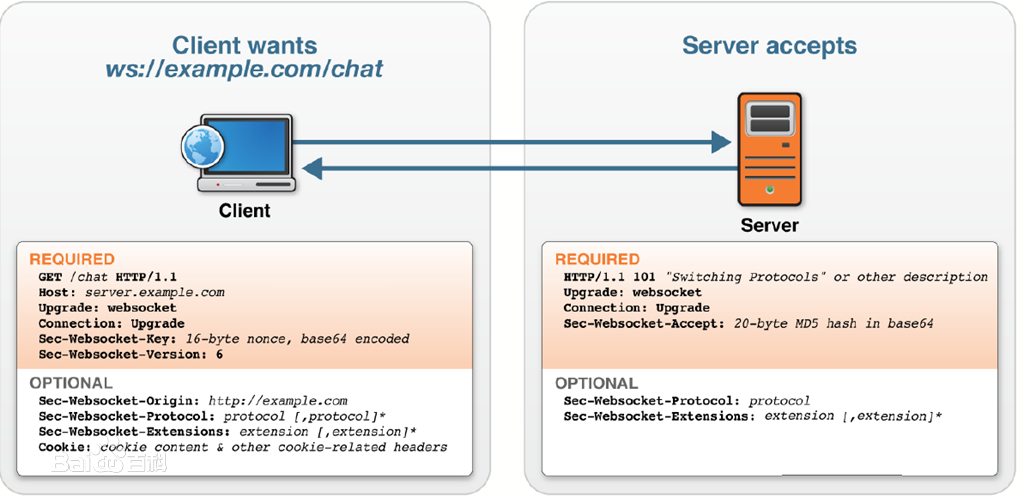 Client wants
ws://example.com/chat
Client
REQUIRED
GET /chat HTTP/1.1
Host: server.example.com
Upgrade: websocket
Connection: Upgrade
Sec-Websocket-Key: 16-byte nonce, base64 encoded
Sec-Websocket-Version: 6
OPTIONAL
Sec-Websocket-Origin: http://example.com
Sec-Websocket-Protocol: protocol [,protocol]*
Sec-Websocket-Extensions: extension [,extension]*
Cookie: cookie content & other cookie-related headers
Baidu百科
Server accepts
Server
REQUIRED
HTTP/1.1 101 "Switching Protocols" or other description
Upgrade: websocket
Connection: Upgrade
Sec-Websocket-Accept: 20-byte MD5 hash in base64
OPTIONAL
Sec-Websocket-Protocol: protocol
Sec-Websocket-Extensions: extension [,extension]*